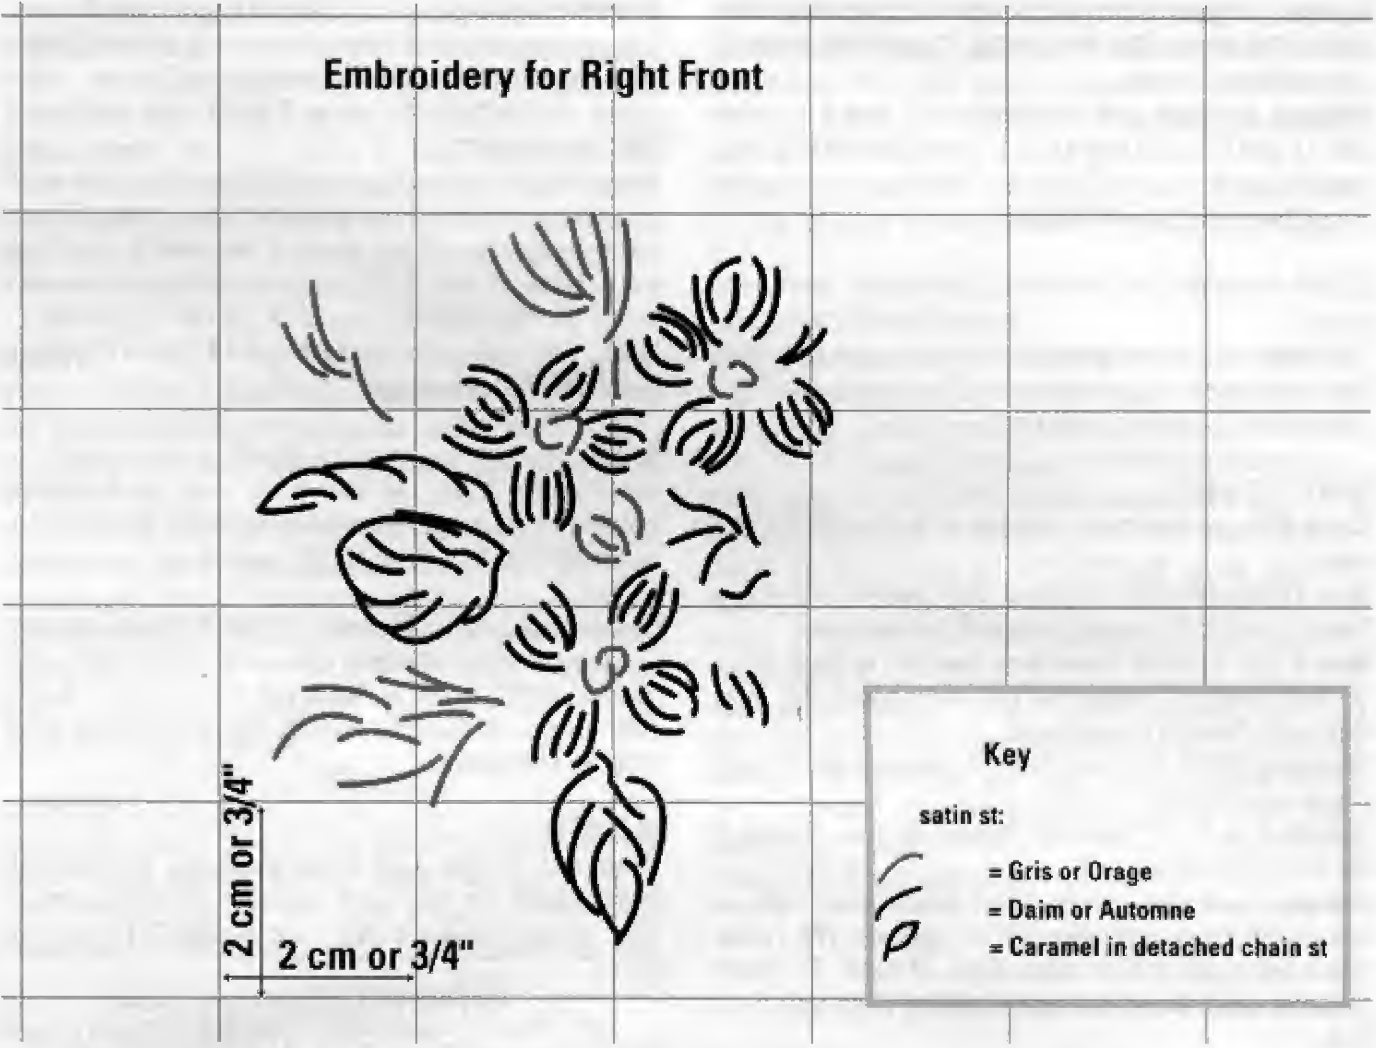 Embroidery for Right Front
Key
satin st:
= Gris or Orage
= Daim or Automne
= Caramel in detached chain st
2 cm or 3/4"
2 cm or 3/4"